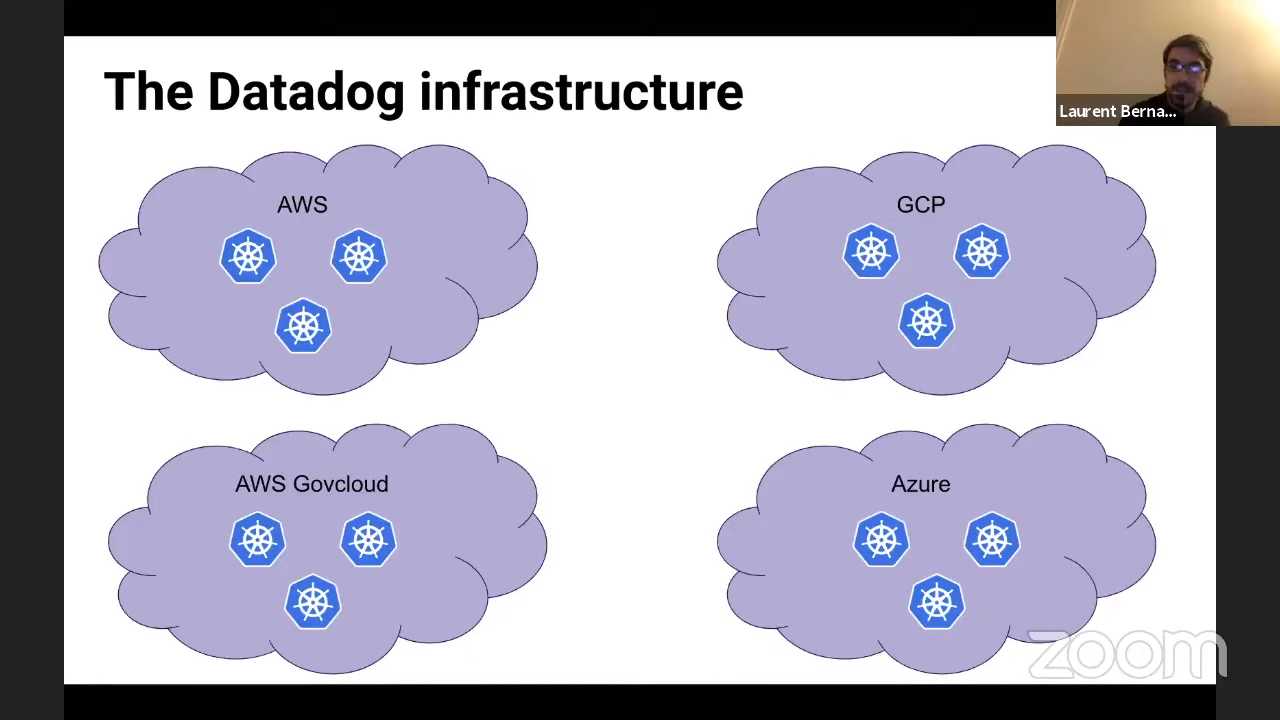 The Datadog infrastructure
Laurent Berna...
AWS
GCP
AWS Govcloud
Azure
zoom